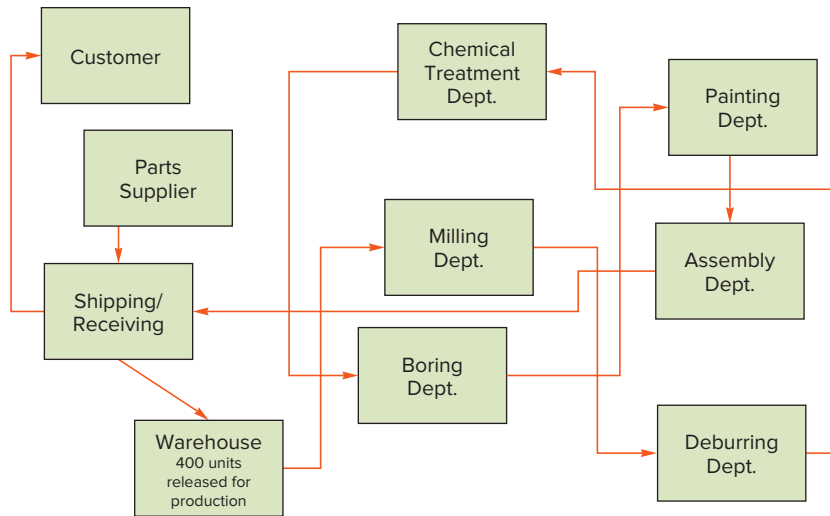 Customer
Chemical
Treatment
Dept.
Painting
Dept.
Parts
Supplier
Milling
Dept.
Assembly
Dept.
Shipping/
Receiving
Boring
Dept.
Warehouse
400 units
released for
production
Deburring
Dept.